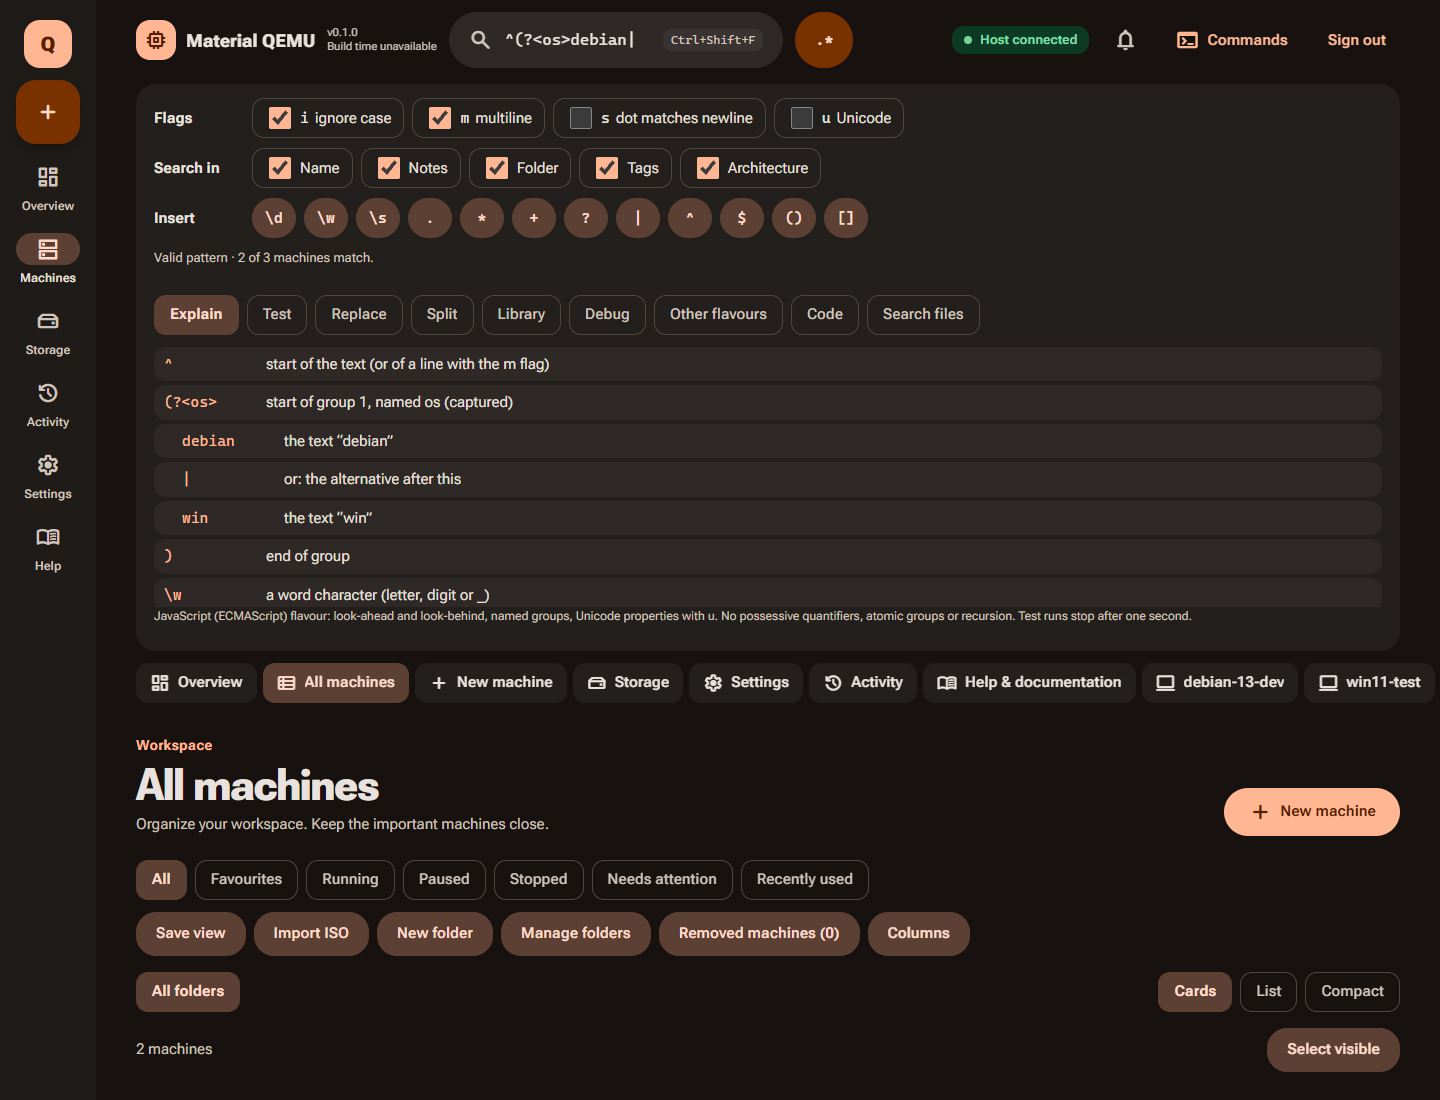 Q
Material QEMU
v0.1.0
Build time unavailable
^(?<os>debian|
Ctrl+Shift+F
.*
Host connected
Commands
Sign out
+
Overview
Machines
Storage
Activity
Settings
Help
Flags
i ignore case
m multiline
s dot matches newline
u Unicode
Search in
Name
Notes
Folder
Tags
Architecture
Insert
\d
\w
\s
.
*
+
?
|
^
$
()
[]
Valid pattern · 2 of 3 machines match.
Explain
Test
Replace
Split
Library
Debug
Other flavours
Code
Search files
^ start of the text (or of a line with the m flag)
(?<os> start of group 1, named os (captured)
debian the text “debian”
| or: the alternative after this
win the text “win”
) end of group
\w a word character (letter, digit or _)
JavaScript (ECMAScript) flavour: look-ahead and look-behind, named groups, Unicode properties with u. No possessive quantifiers, atomic groups or recursion. Test runs stop after one second.
Overview
All machines
+ New machine
Storage
Settings
Activity
Help & documentation
debian-13-dev
win11-test
Workspace
All machines
Organize your workspace. Keep the important machines close.
+ New machine
All
Favourites
Running
Paused
Stopped
Needs attention
Recently used
Save view
Import ISO
New folder
Manage folders
Removed machines (0)
Columns
All folders
Cards
List
Compact
2 machines
Select visible